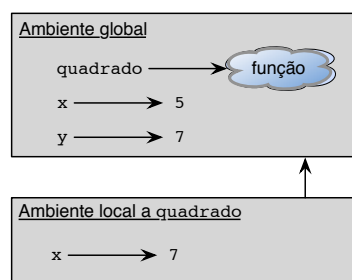 Ambiente global
quadrado função
x 5
y 7
Ambiente local a quadrado
x 7